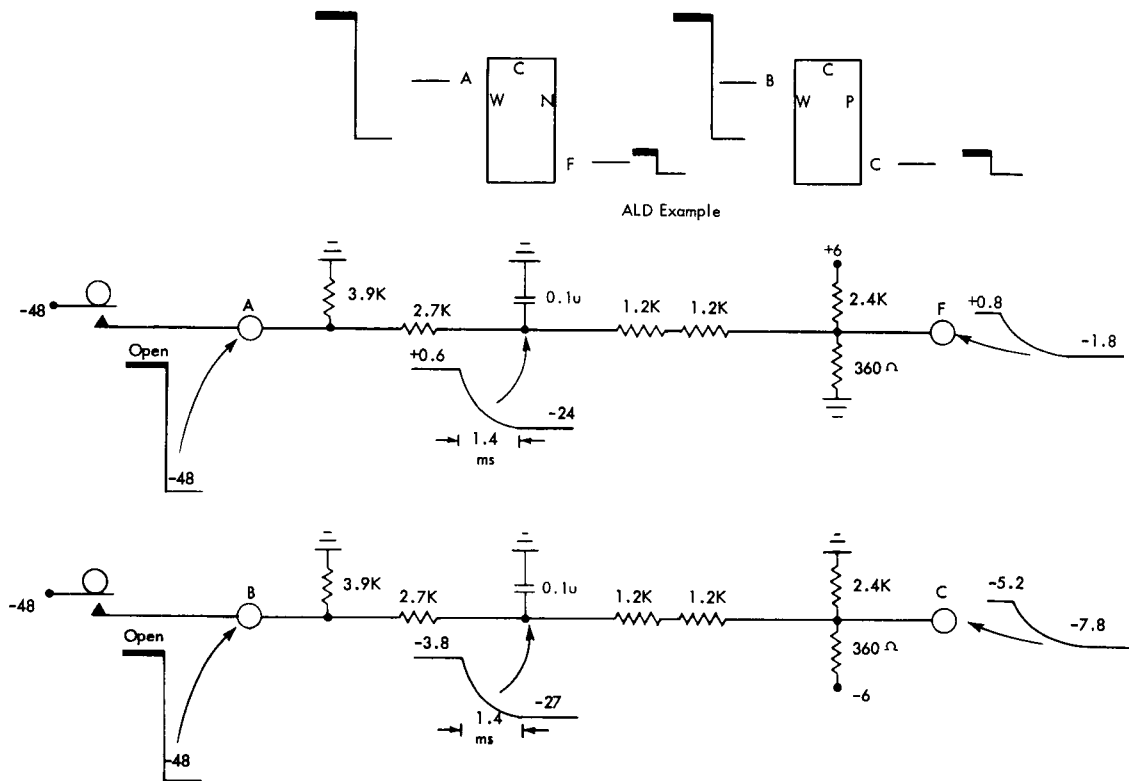 A
C
W N
F
B
C
W P
C
ALD Example
-48
A
3.9K
2.7K
0.1u
1.2K 1.2K
+6
2.4K
360 Ω
F
+0.8
-1.8
Open
-48
+0.6
-24
1.4
ms
-48
B
3.9K
2.7K
0.1u
1.2K 1.2K
2.4K
360 Ω
-6
C
-5.2
-7.8
Open
-48
-3.8
-27
1.4
ms